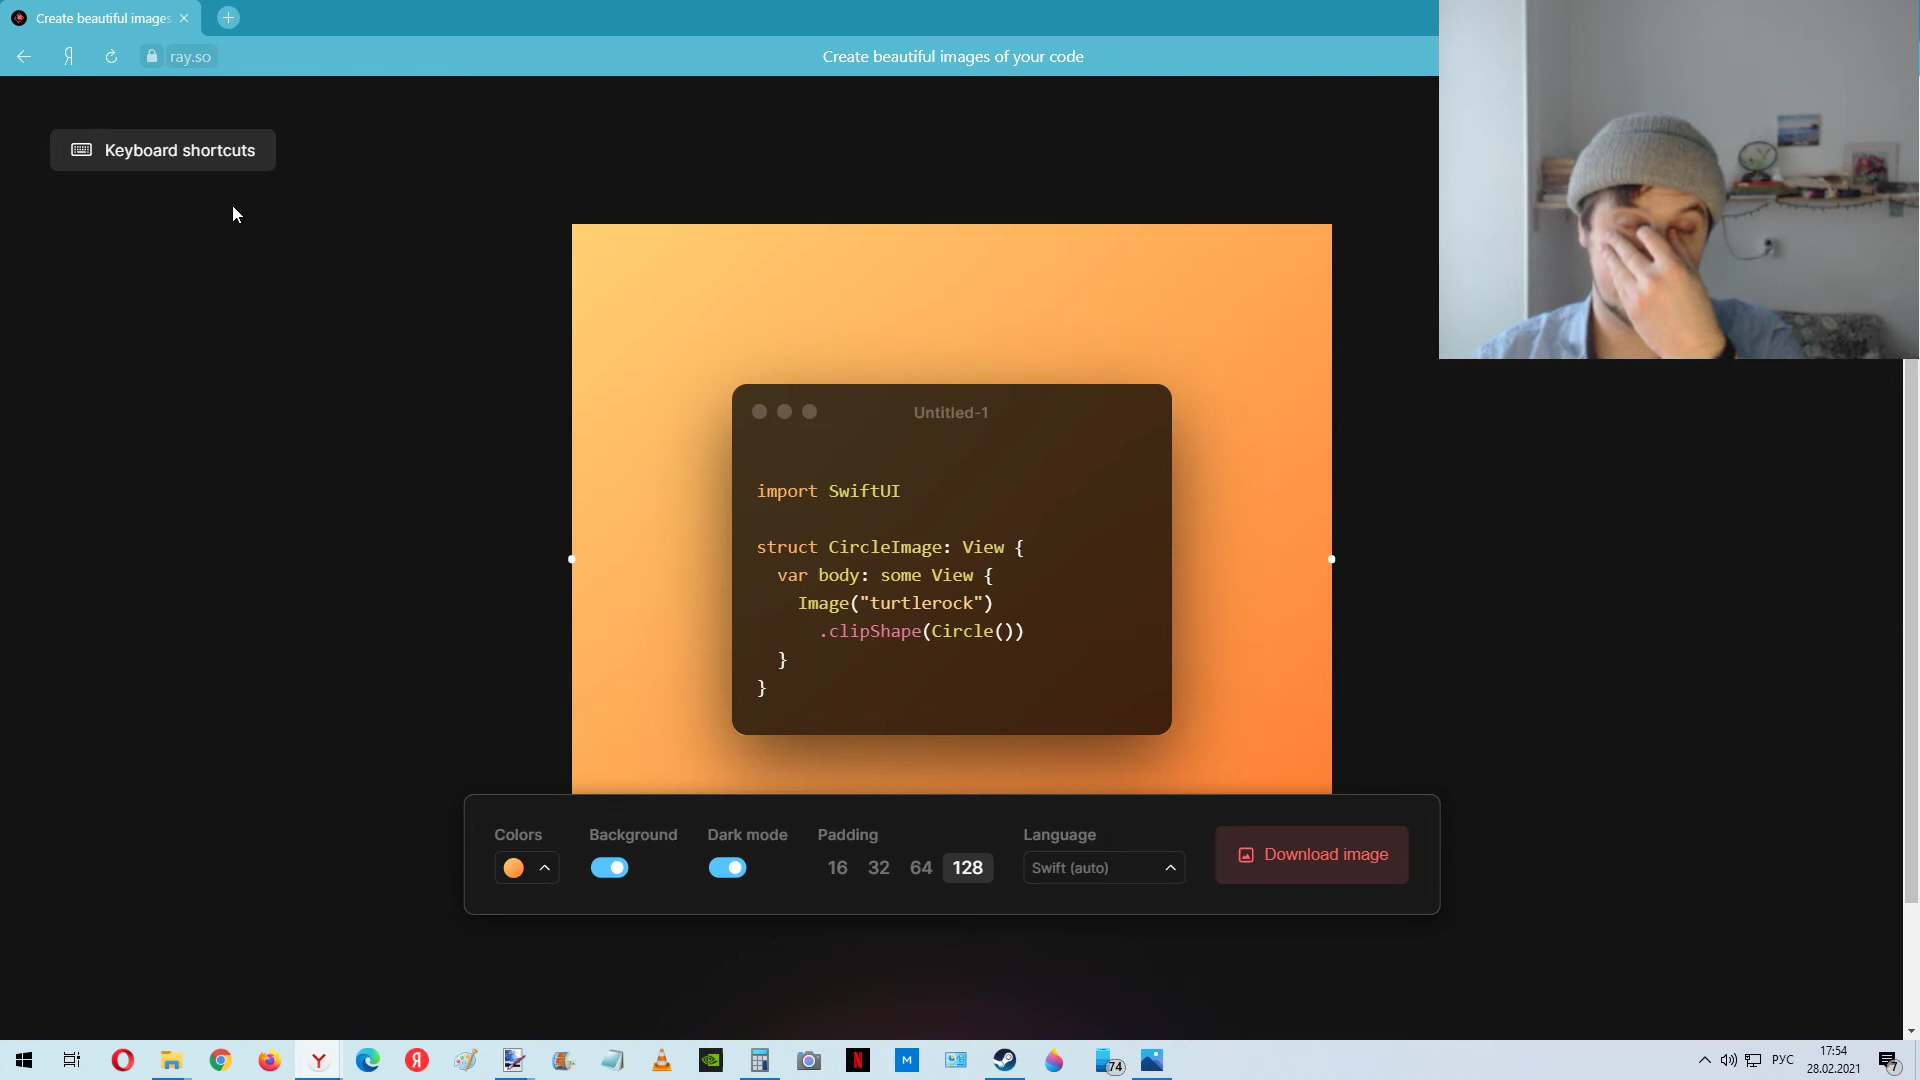 Create beautiful images
ray.so
Create beautiful images of your code
Keyboard shortcuts
Untitled-1
import SwiftUI
struct CircleImage: View {
var body: some View {
Image("turtlerock")
.clipShape(Circle())
}
}
Colors
Background
Dark mode
Padding
16 32 64 128
Language
Swift (auto)
Download image
74
РУС
17:54
28.02.2021
7